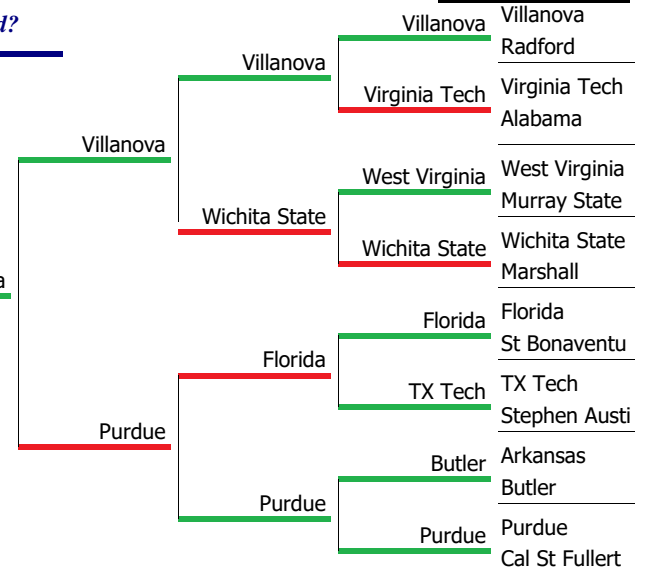 d?
Villanova
Villanova
Radford
Villanova
Virginia Tech
Virginia Tech
Alabama
Villanova
West Virginia
West Virginia
Murray State
Wichita State
Wichita State
Wichita State
Marshall
a
Florida
Florida
St Bonaventu
Florida
TX Tech
TX Tech
Stephen Austi
Purdue
Butler
Arkansas
Butler
Purdue
Purdue
Purdue
Cal St Fullert